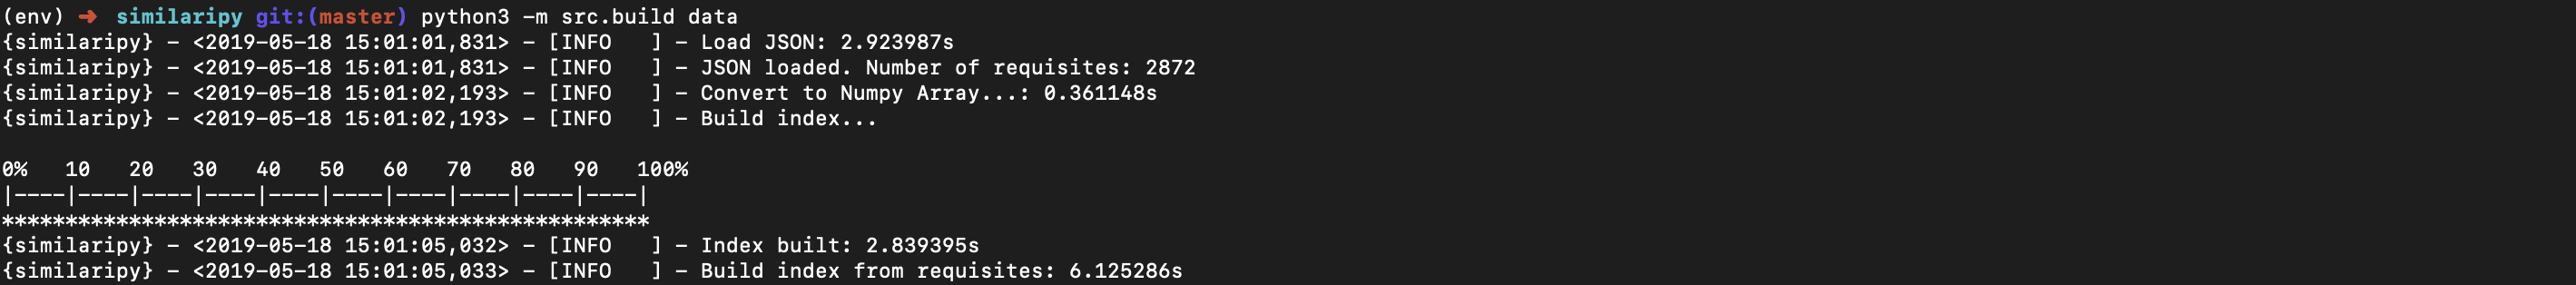 (env) ➜  similaripy git:(master) python3 -m src.build data
{similaripy} - <2019-05-18 15:01:01,831> - [INFO   ] - Load JSON: 2.923987s
{similaripy} - <2019-05-18 15:01:01,831> - [INFO   ] - JSON loaded. Number of requisites: 2872
{similaripy} - <2019-05-18 15:01:02,193> - [INFO   ] - Convert to Numpy Array...: 0.361148s
{similaripy} - <2019-05-18 15:01:02,193> - [INFO   ] - Build index...
0%   10   20   30   40   50   60   70   80   90   100%
|----|----|----|----|----|----|----|----|----|----|
***************************************************
{similaripy} - <2019-05-18 15:01:05,032> - [INFO   ] - Index built: 2.839395s
{similaripy} - <2019-05-18 15:01:05,033> - [INFO   ] - Build index from requisites: 6.125286s